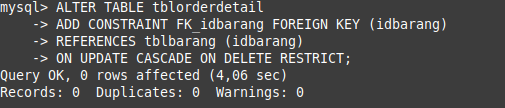 mysql> ALTER TABLE tblorderdetail
    -> ADD CONSTRAINT FK_idbarang FOREIGN KEY (idbarang)
    -> REFERENCES tblbarang (idbarang)
    -> ON UPDATE CASCADE ON DELETE RESTRICT;
Query OK, 0 rows affected (4,06 sec)
Records: 0  Duplicates: 0  Warnings: 0